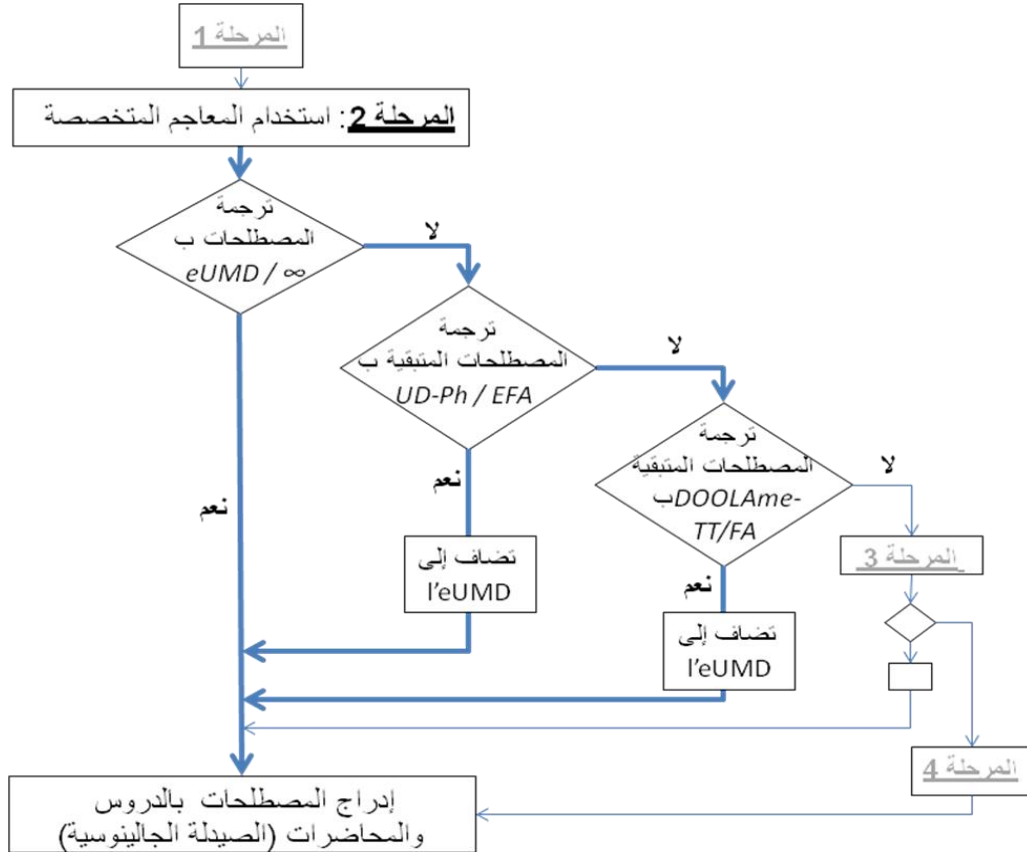 المرحلة 1
المرحلة 2: استخدام المعاجم المتخصصة
ترجمة
المصطلحات ب
eUMD / ∞
لا
ترجمة
المصطلحات المتبقية ب
UD-Ph / EFA
لا
ترجمة
المصطلحات المتبقية
بDOOLAme-
TT/FA
لا
نعم
نعم
نعم
تضاف إلى
l'eUMD
تضاف إلى
l'eUMD
المرحلة 3
المرحلة 4
إدراج المصطلحات بالدروس
والمحاضرات (الصيدلة الجالينوسية)